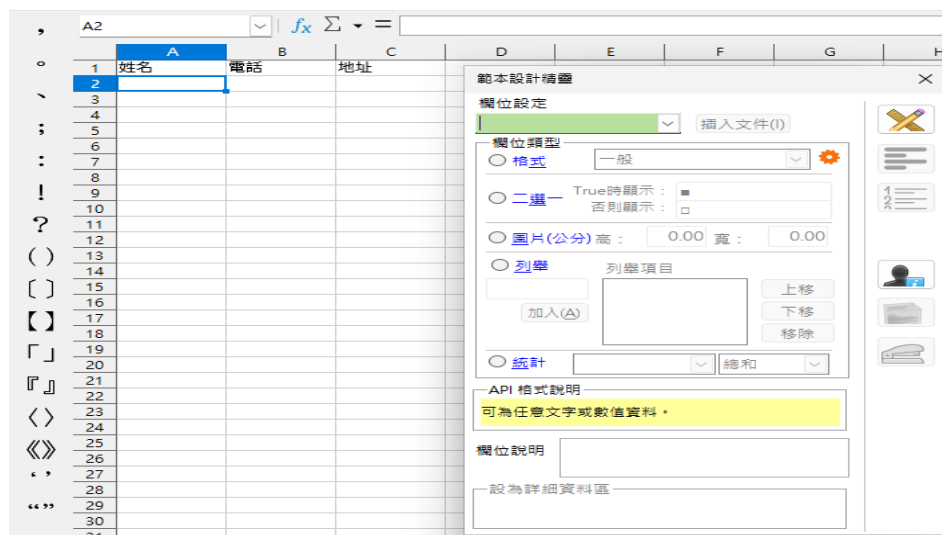 ， A2 fx Σ =
A B C D E F G H
。 1 姓名 電話 地址
範本設計精靈
、 2
3
欄位設定
； 4
插入文件(I)
5
欄位類型
： 6
格式 一般
7
！ 8
二選一 True時顯示： ■
9
否則顯示： □
？ 10
11
圖片(公分) 高： 0.00 寬： 0.00
( ) 12
13
列舉 列舉項目
14
〔 〕 15
上移
16
加入(A) 下移
【 】 17
移除
18
「 」 19
統計 總和
20
『 』 21
API 格式說明
22
可為任意文字或數值資料。
〈 〉 23
24
《 》 25
欄位說明
26
‘ ’ 27
設為詳細資料區
28
“ ” 29
30
31